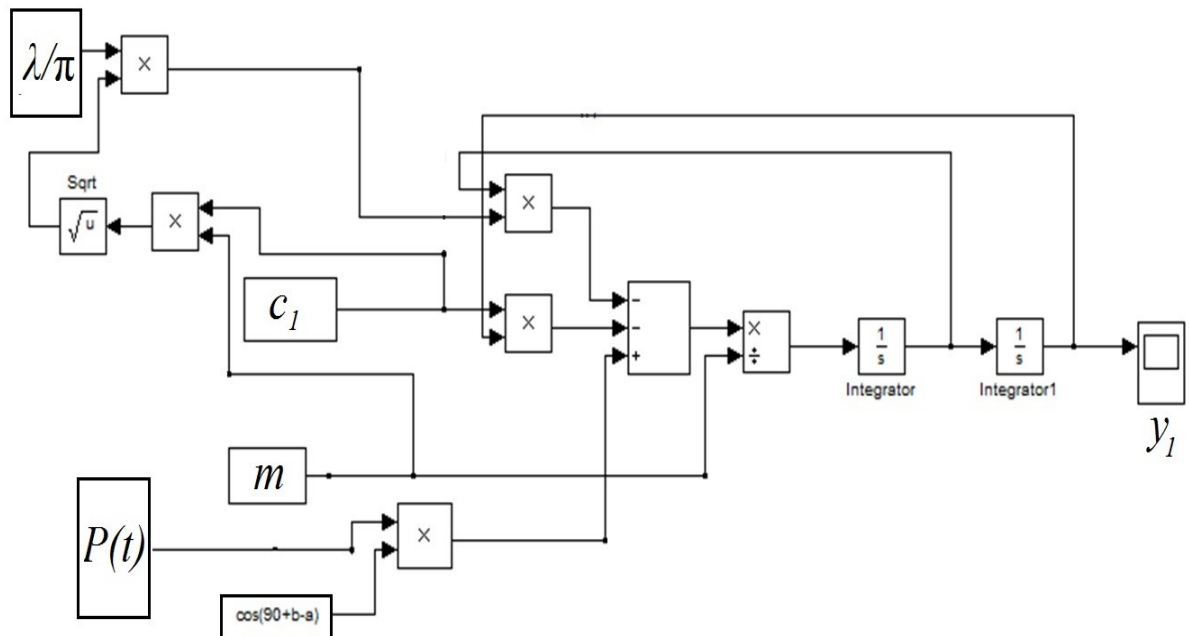 λ/π
×
Sqrt
√u
×
c₁
×
×
-
-
+
×
÷
1
s
Integrator
1
s
Integrator1
y₁
m
P(t)
×
cos(90+b-a)